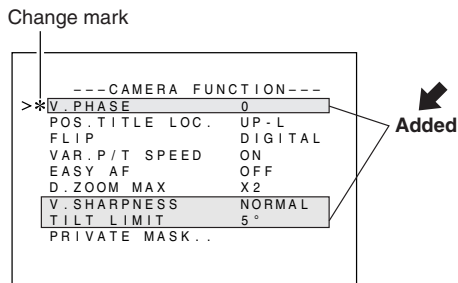 Change mark
---CAMERA FUNCTION---
>*V.PHASE 0
POS.TITLE LOC. UP-L
FLIP DIGITAL
VAR.P/T SPEED ON
EASY AF OFF
D.ZOOM MAX X2
V.SHARPNESS NORMAL
TILT LIMIT 5°
PRIVATE MASK..
Added